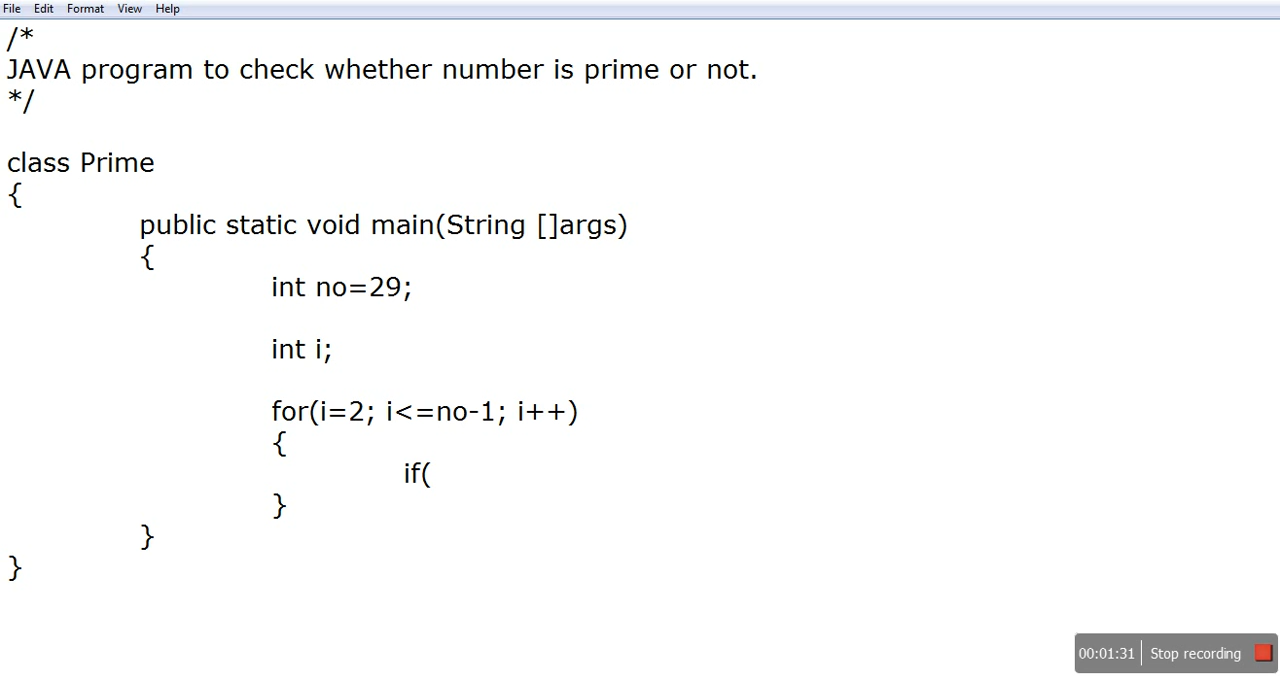 File Edit Format View Help
/*
JAVA program to check whether number is prime or not.
*/
class Prime
{
public static void main(String []args)
{
int no=29;
int i;
for(i=2; i<=no-1; i++)
{
if(
}
}
}
00:01:31 Stop recording